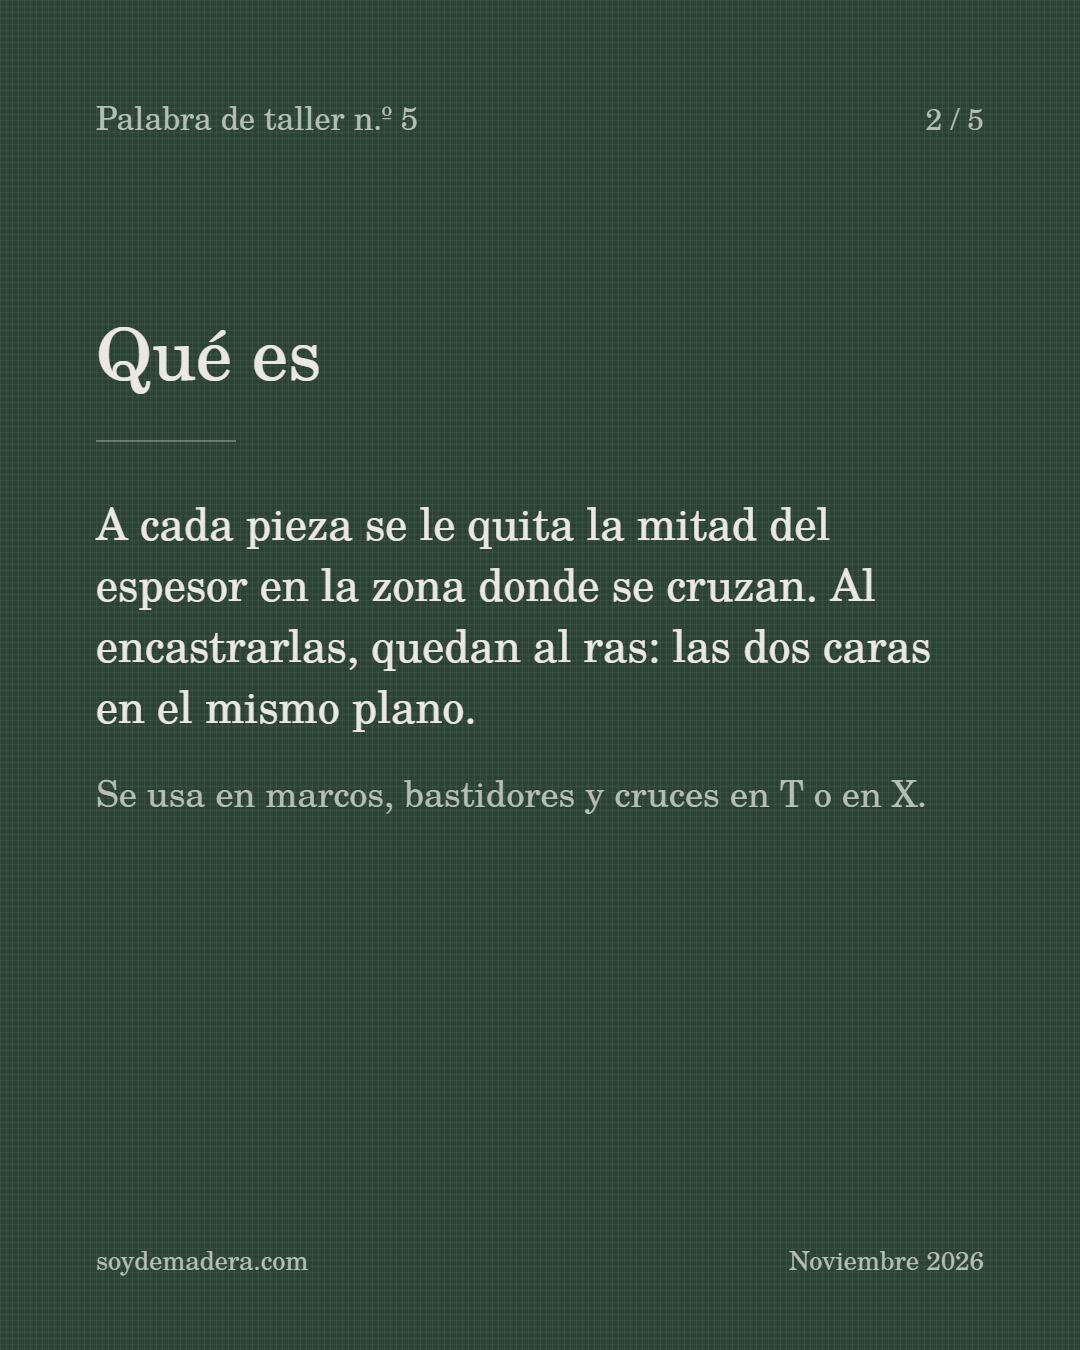 Palabra de taller n.º 5
2 / 5
Qué es
A cada pieza se le quita la mitad del
espesor en la zona donde se cruzan. Al
encastrarlas, quedan al ras: las dos caras
en el mismo plano.
Se usa en marcos, bastidores y cruces en T o en X.
soydemadera.com
Noviembre 2026